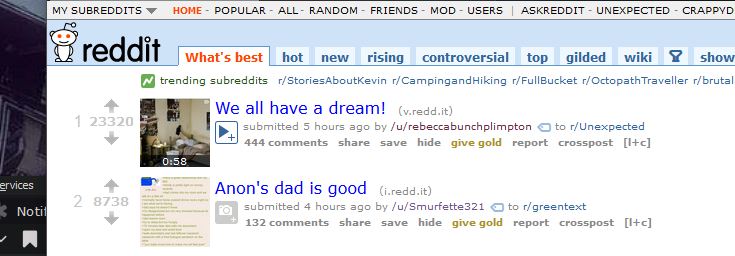 MY SUBREDDITS HOME - POPULAR - ALL - RANDOM - FRIENDS - MOD - USERS | ASKREDDIT - UNEXPECTED - CRAPPYD
reddit What's best hot new rising controversial top gilded wiki show
trending subreddits r/StoriesAboutKevin r/CampingandHiking r/FullBucket r/OctopathTraveller r/brutal
1 23320 We all have a dream! (v.redd.it)
submitted 5 hours ago by /u/rebeccabunchplimpton to r/Unexpected
0:58 444 comments share save hide give gold report crosspost [l+c]
ervices
2 8738 Anon's dad is good (i.redd.it)
Notif submitted 4 hours ago by /u/Smurfette321 to r/greentext
132 comments share save hide give gold report crosspost [l+c]